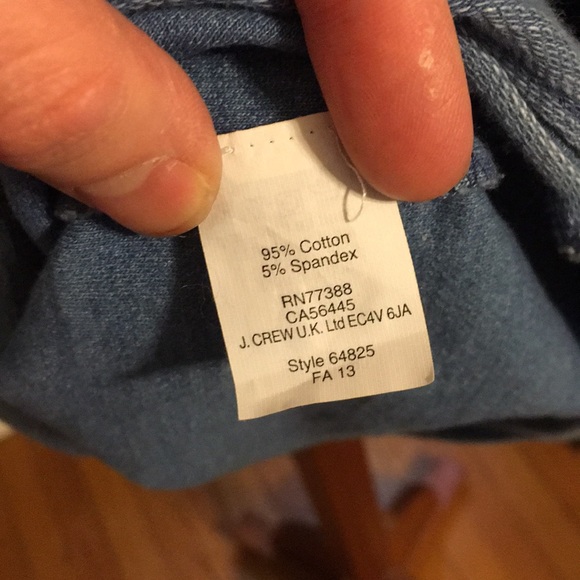 95% Cotton
5% Spandex
RN77388
CA56445
J. CREW U.K. Ltd EC4V 6JA
Style 64825
FA 13